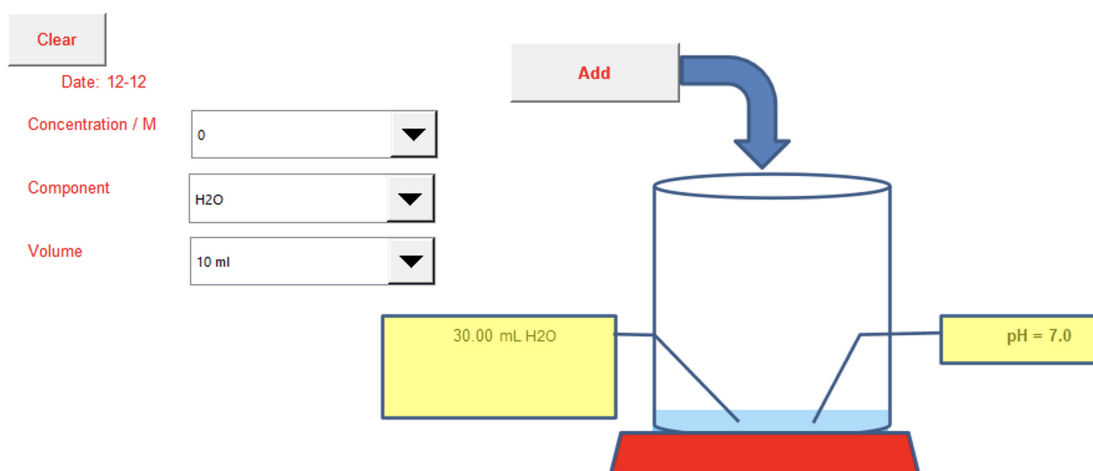 Clear
Add
Date: 12-12
Concentration / M
0
Component
H2O
Volume
10 ml
30.00 mL H2O
pH = 7.0